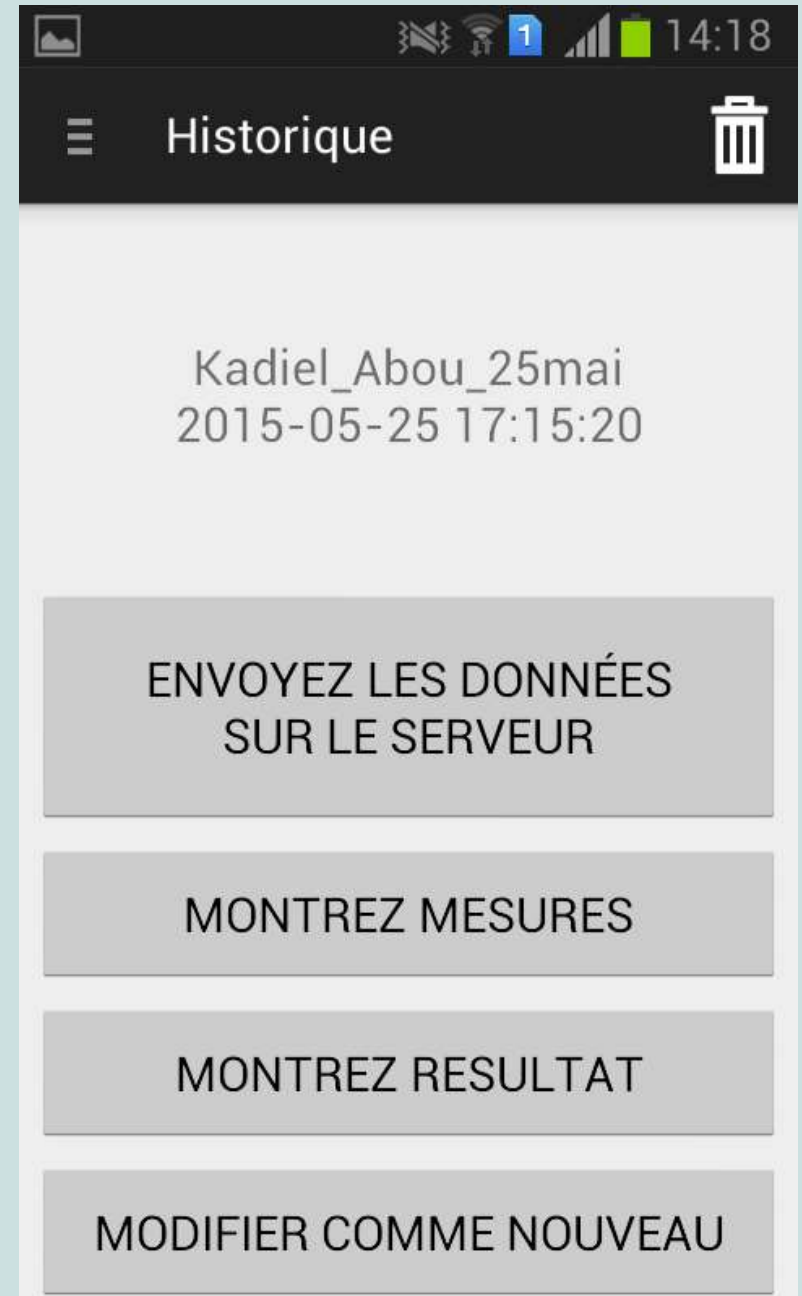 1 14:18
Historique
Kadiel_Abou_25mai
2015-05-25 17:15:20
ENVOYEZ LES DONNÉES
SUR LE SERVEUR
MONTREZ MESURES
MONTREZ RESULTAT
MODIFIER COMME NOUVEAU